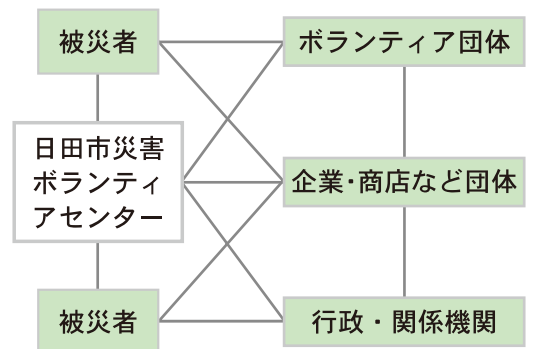 被災者
ボランティア団体
日田市災害
ボランティ
アセンター
企業・商店など団体
被災者
行政・関係機関